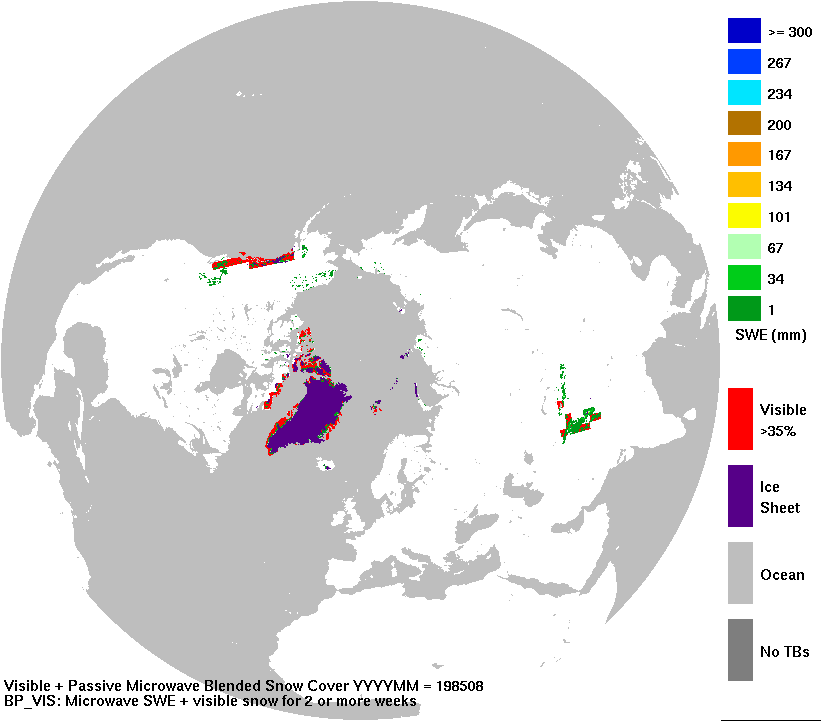 >= 300
267
234
200
167
134
101
67
34
1
SWE (mm)
Visible
>35%
Ice
Sheet
Ocean
No TBs
Visible + Passive Microwave Blended Snow Cover YYYYMM = 198508
BP_VIS: Microwave SWE + visible snow for 2 or more weeks